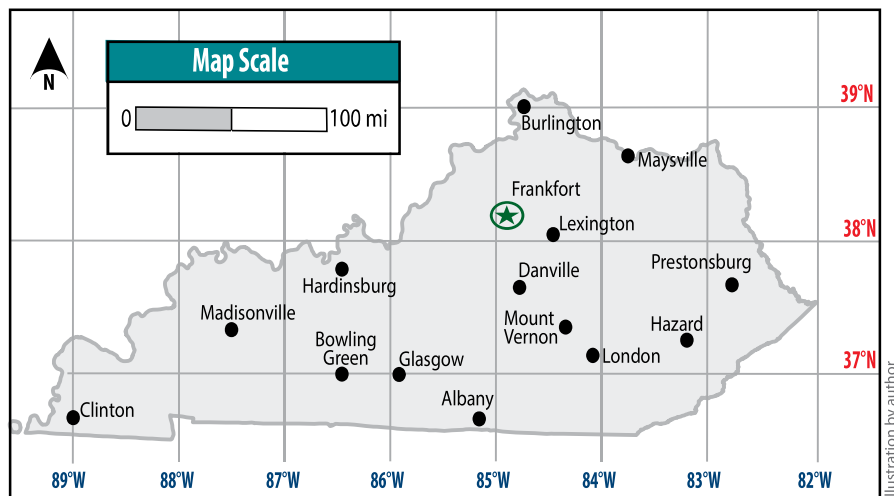 Map Scale
0
100 mi
N
39°N
Burlington
Maysville
Frankfort
Lexington
38°N
Danville
Prestonsburg
Hardinsburg
Madisonville
Mount
Vernon
Hazard
Bowling
Green
Glasgow
London
37°N
Albany
Clinton
89°W
88°W
87°W
86°W
85°W
84°W
83°W
82°W
llustration by author